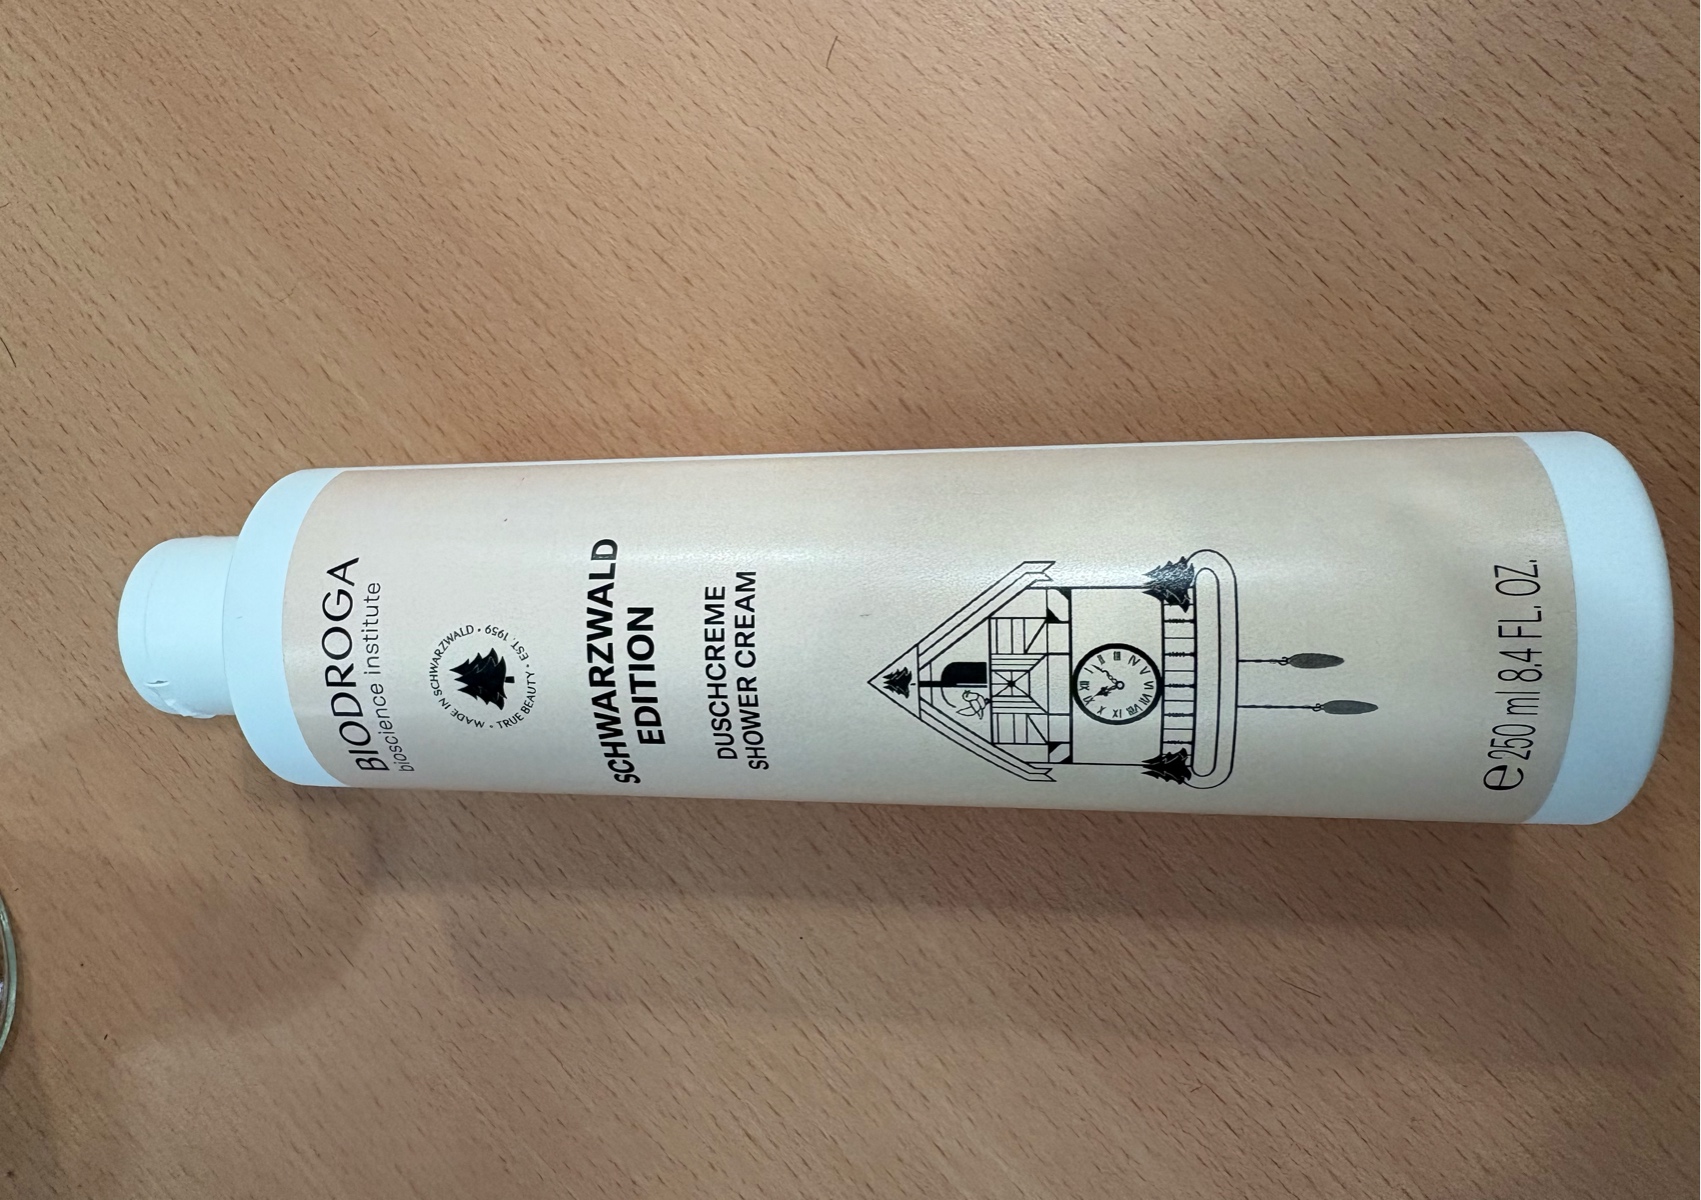 BIODROGA
bioscience institute
MADE IN SCHWARZWALD • EST. 1959 • TRUE BEAUTY •
SCHWARZWALD
EDITION
DUSCHCREME
SHOWER CREAM
℮ 250 ml 8.4 FL. OZ.